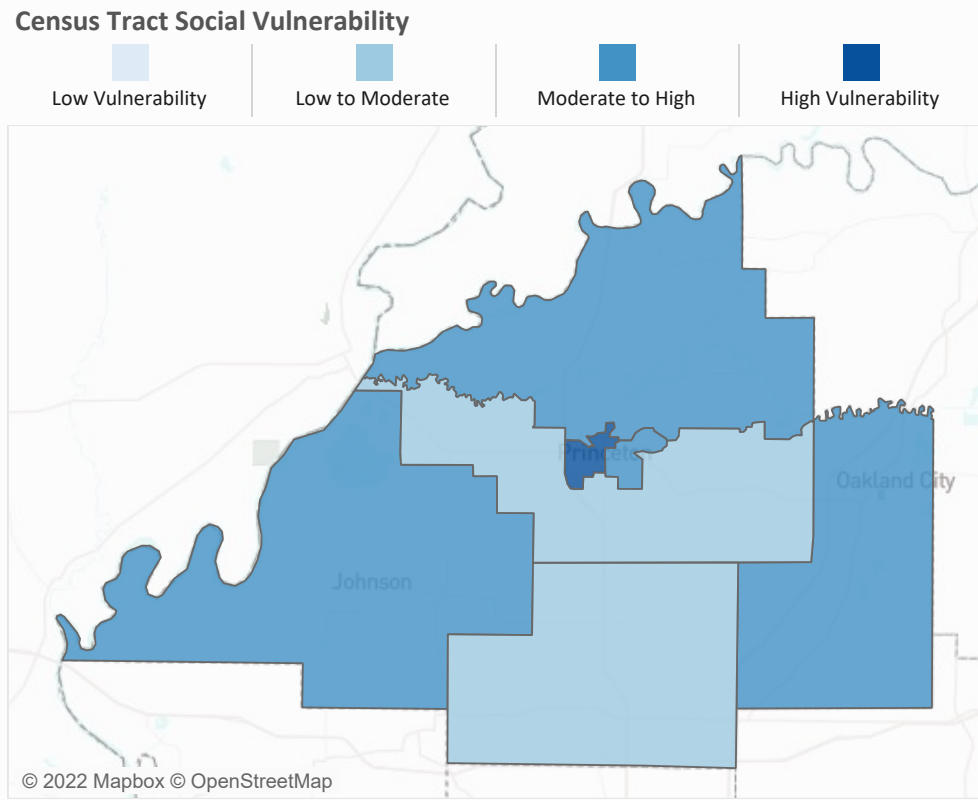 Census Tract Social Vulnerability
Low Vulnerability
Low to Moderate
Moderate to High
High Vulnerability
Princeton
Oakland City
Johnson
© 2022 Mapbox © OpenStreetMap